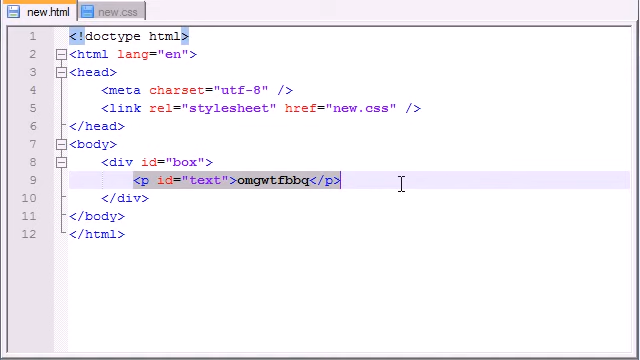 new.html new.css
1 <!doctype html>
2 <html lang="en">
3 <head>
4 <meta charset="utf-8" />
5 <link rel="stylesheet" href="new.css" />
6 </head>
7 <body>
8 <div id="box">
9 <p id="text">omgwtfbbq</p>
10 </div>
11 </body>
12 </html>